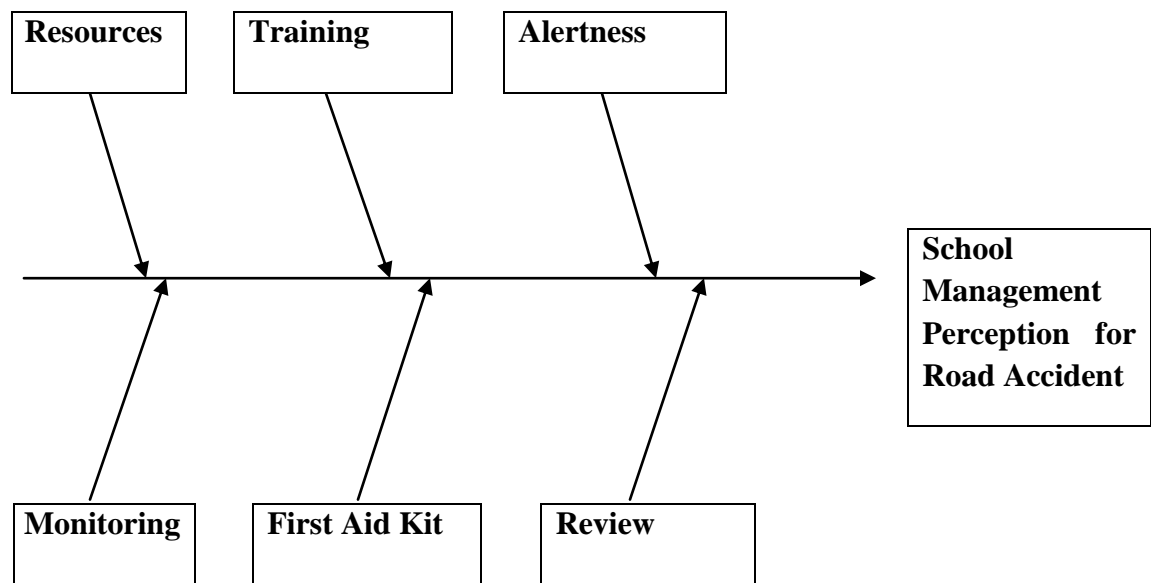 Resources
Training
Alertness
School
Management
Perception for
Road Accident
Monitoring
First Aid Kit
Review